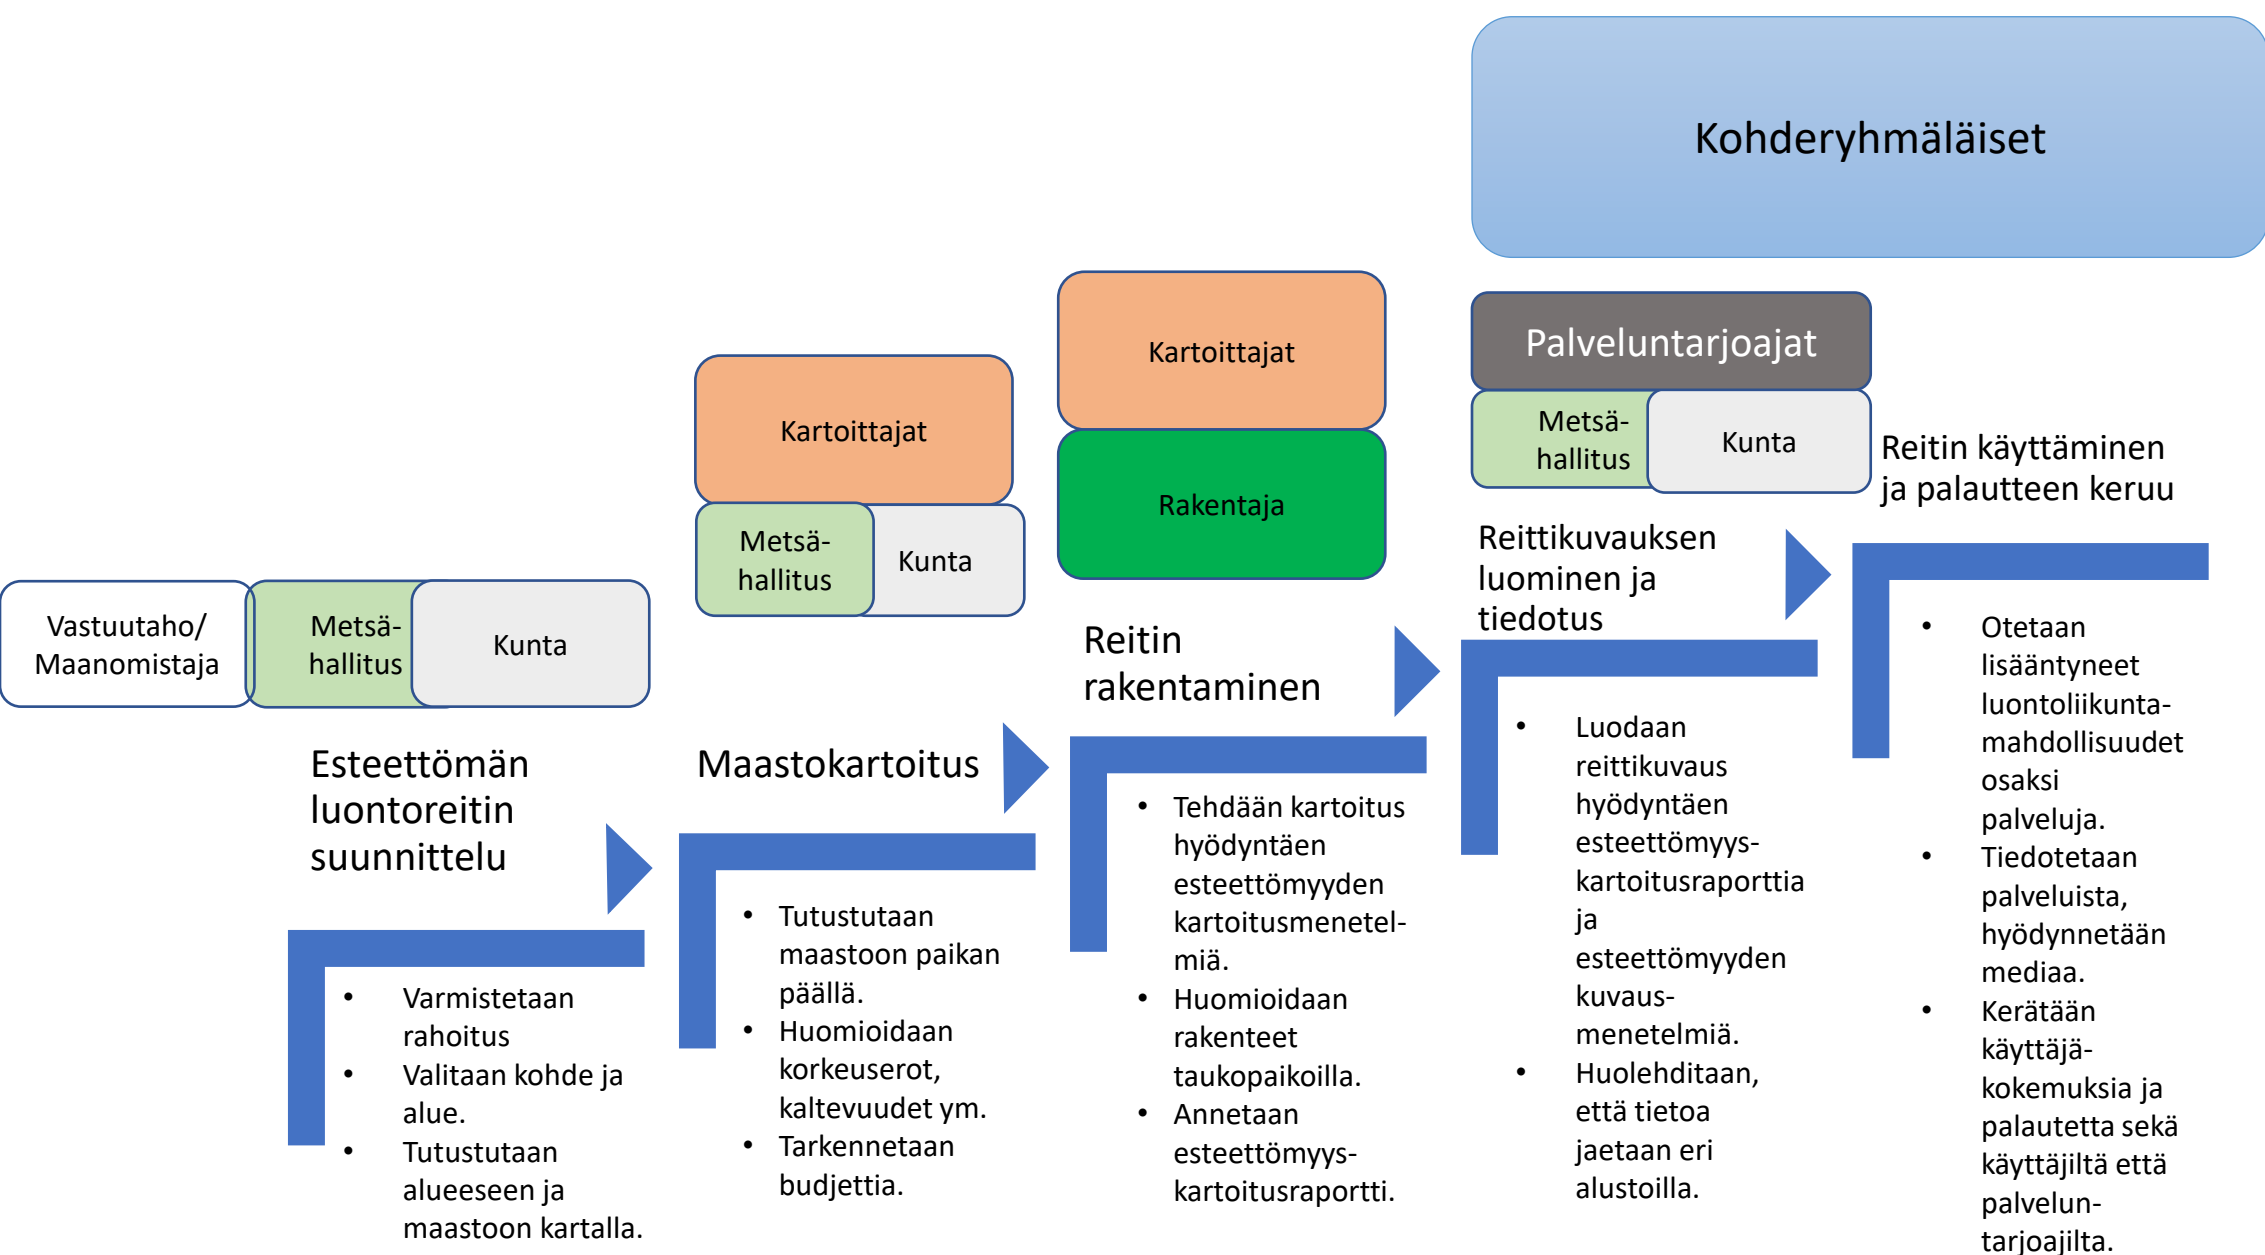 Kohderyhmäläiset
Vastuutaho/
Maanomistaja
Metsä-
hallitus
Kunta
Esteettömän
luontoreitin
suunnittelu
• Varmistetaan
rahoitus
• Valitaan kohde ja
alue.
• Tutustutaan
alueeseen ja
maastoon kartalla.
Kartoittajat
Metsä-
hallitus
Kunta
Maastokartoitus
• Tutustutaan
maastoon paikan
päällä.
• Huomioidaan
korkeuserot,
kaltevuudet ym.
• Tarkennetaan
budjettia.
Kartoittajat
Rakentaja
Reitin
rakentaminen
• Tehdään kartoitus
hyödyntäen
esteettömyyden
kartoitusmenetel-
miä.
• Huomioidaan
rakenteet
taukopaikoilla.
• Annetaan
esteettömyys-
kartoitusraportti.
Palveluntarjoajat
Metsä-
hallitus
Kunta
Reittikuvauksen
luominen ja
tiedotus
• Luodaan
reittikuvaus
hyödyntäen
esteettömyys-
kartoitusraporttia
ja
esteettömyyden
kuvaus-
menetelmiä.
• Huolehditaan,
että tietoa
jaetaan eri
alustoilla.
Reitin käyttäminen
ja palautteen keruu
• Otetaan
lisääntyneet
luontoliikunta-
mahdollisuudet
osaksi
palveluja.
• Tiedotetaan
palveluista,
hyödynnetään
mediaa.
• Kerätään
käyttäjä-
kokemuksia ja
palautetta sekä
käyttäjiltä että
palvelun-
tarjoajilta.